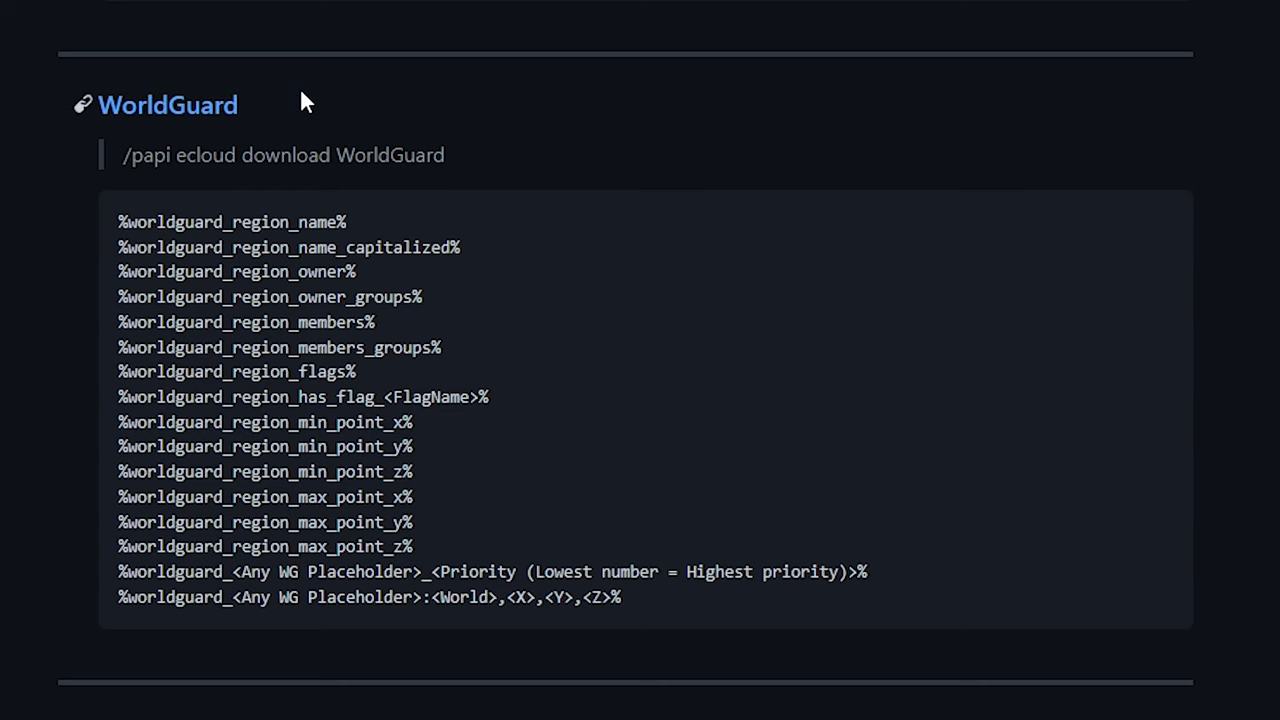 WorldGuard
/papi ecloud download WorldGuard
%worldguard_region_name%
%worldguard_region_name_capitalized%
%worldguard_region_owner%
%worldguard_region_owner_groups%
%worldguard_region_members%
%worldguard_region_members_groups%
%worldguard_region_flags%
%worldguard_region_has_flag_<FlagName>%
%worldguard_region_min_point_x%
%worldguard_region_min_point_y%
%worldguard_region_min_point_z%
%worldguard_region_max_point_x%
%worldguard_region_max_point_y%
%worldguard_region_max_point_z%
%worldguard_<Any WG Placeholder>_<Priority (Lowest number = Highest priority)>%
%worldguard_<Any WG Placeholder>:<World>,<X>,<Y>,<Z>%